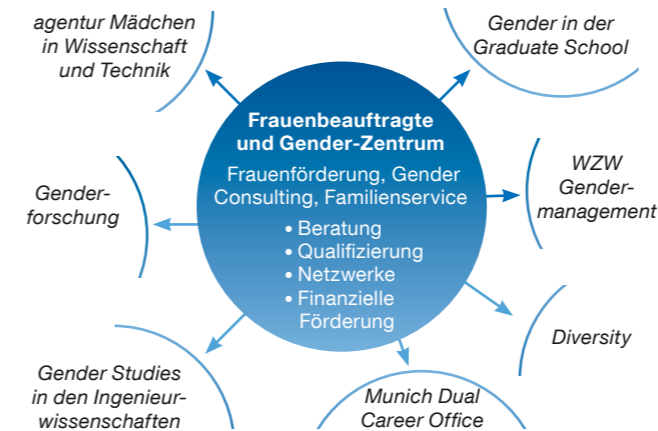 agentur Mädchen
in Wissenschaft
und Technik
Gender in der
Graduate School
Frauenbeauftragte
und Gender-Zentrum
Frauenförderung, Gender
Consulting, Familienservice
• Beratung
• Qualifizierung
• Netzwerke
• Finanzielle
Förderung
Gender-
forschung
WZW
Gender-
management
Diversity
Gender Studies
in den Ingenieur-
wissenschaften
Munich Dual
Career Office